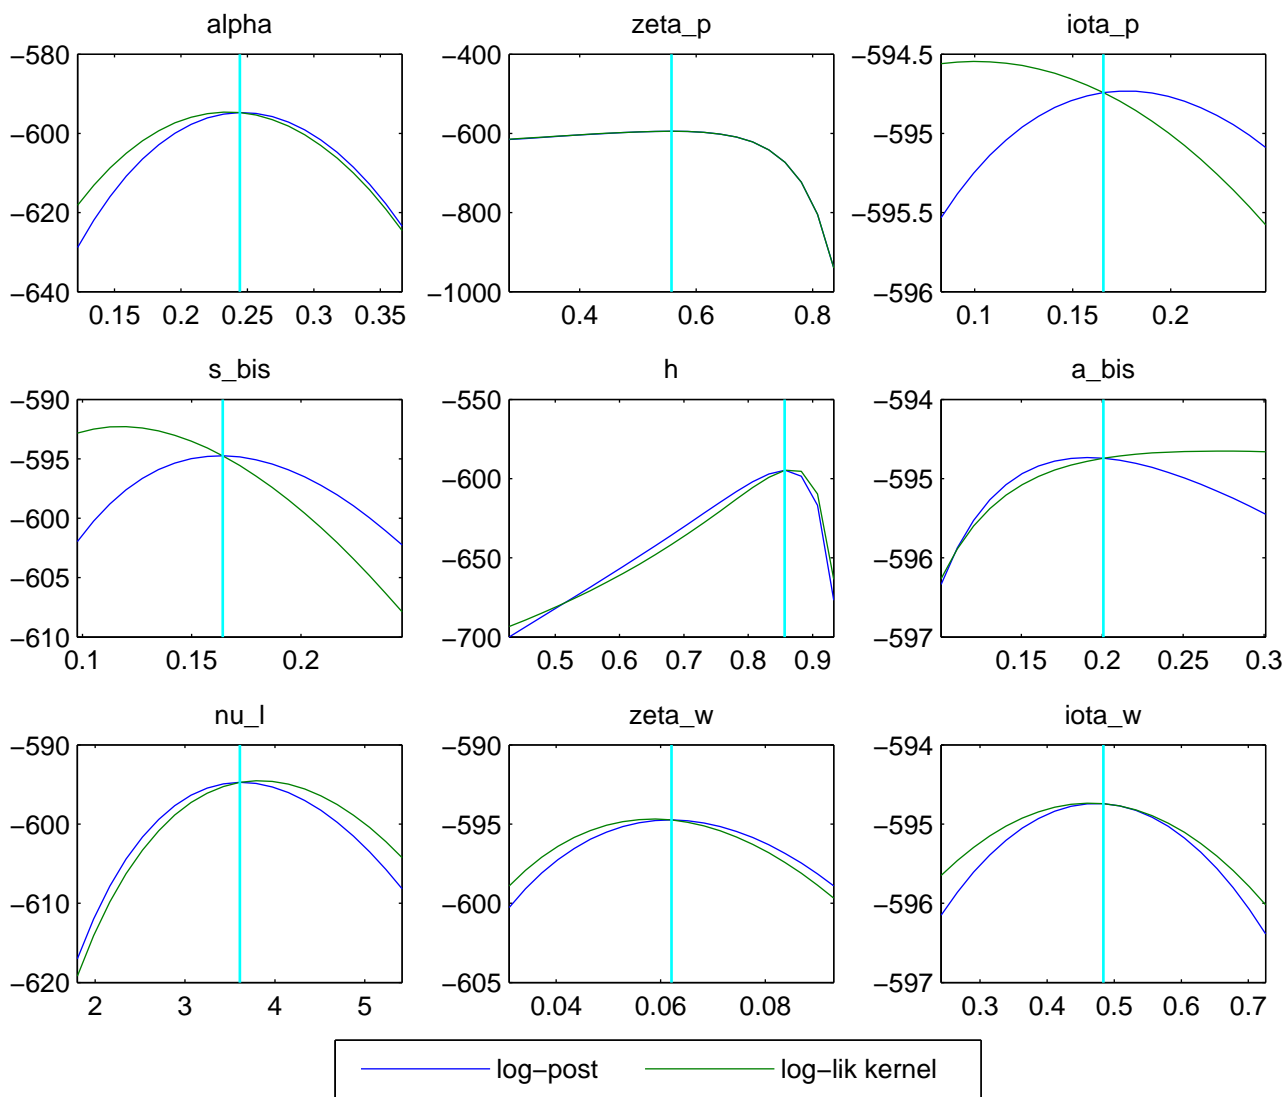 alpha
zeta_p
iota_p
−580
−600
−620
−640
0.15 0.2 0.25 0.3 0.35
−400
−600
−800
−1000
0.4 0.6 0.8
−594.5
−595
−595.5
−596
0.1 0.15 0.2
s_bis
h
a_bis
−590
−595
−600
−605
−610
0.1 0.15 0.2
−550
−600
−650
−700
0.5 0.6 0.7 0.8 0.9
−594
−595
−596
−597
0.15 0.2 0.25 0.3
nu_l
zeta_w
iota_w
−590
−600
−610
−620
2 3 4 5
−590
−595
−600
−605
0.04 0.06 0.08
−594
−595
−596
−597
0.3 0.4 0.5 0.6 0.7
log−post
log−lik kernel